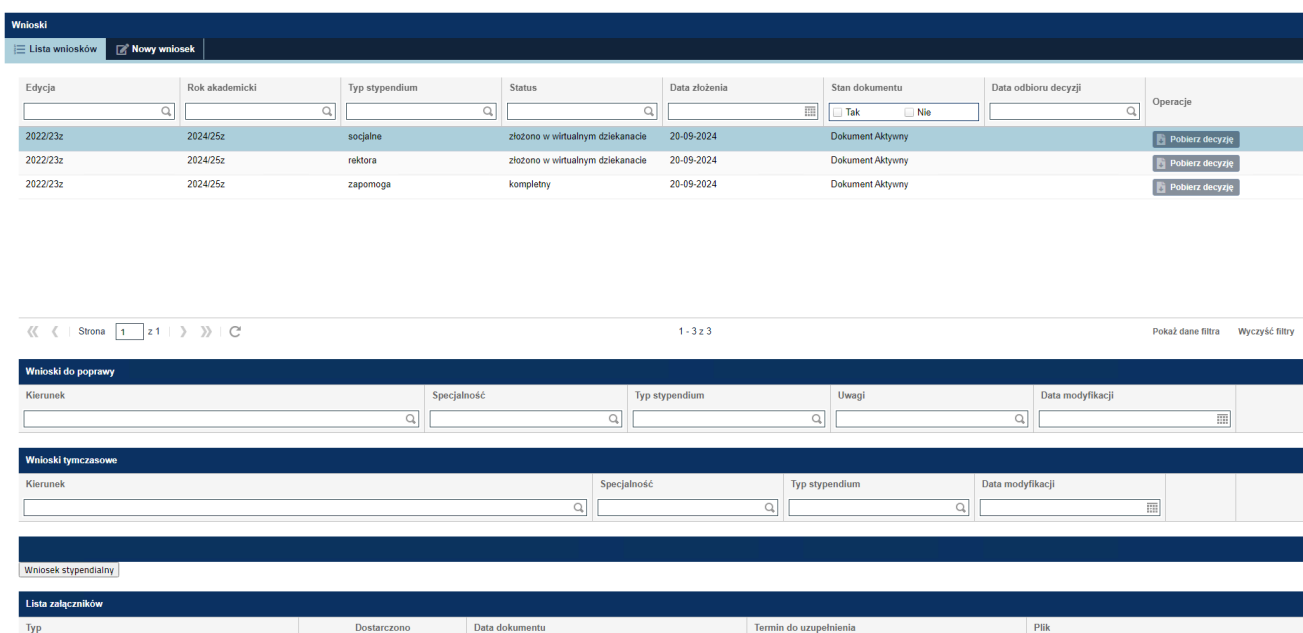 Wnioski
Lista wniosków Nowy wniosek
Edycja Rok akademicki Typ stypendium Status Data złożenia Stan dokumentu Data odbioru decyzji Operacje
Tak Nie
2022/23z 2024/25z socjalne złożono w wirtualnym dziekanacie 20-09-2024 Dokument Aktywny Pobierz decyzję
2022/23z 2024/25z rektora złożono w wirtualnym dziekanacie 20-09-2024 Dokument Aktywny Pobierz decyzję
2022/23z 2024/25z zapomoga kompletny 20-09-2024 Dokument Aktywny Pobierz decyzję
Strona 1 z 1 1 - 3 z 3 Pokaż dane filtra Wyczyść filtry
Wnioski do poprawy
Kierunek Specjalność Typ stypendium Uwagi Data modyfikacji
Wnioski tymczasowe
Kierunek Specjalność Typ stypendium Data modyfikacji
Wniosek stypendialny
Lista załączników
Typ Dostarczono Data dokumentu Termin do uzupełnienia Plik